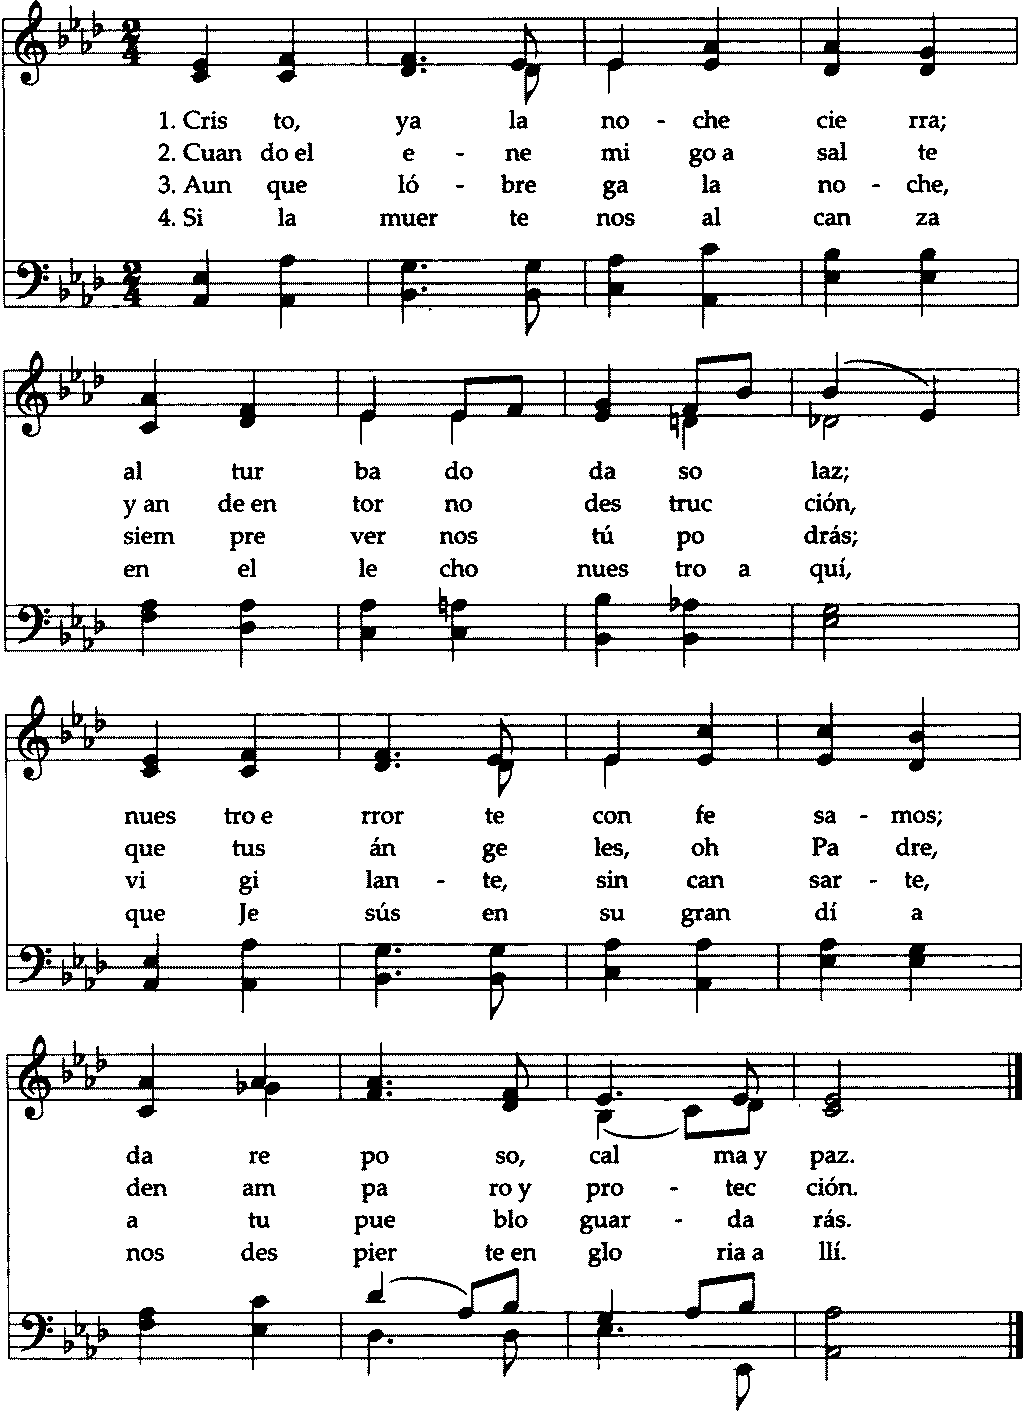 1. Cris to, ya la no - che cie rra;
2. Cuan do el e - ne mi go a sal te
3. Aun que ló - bre ga la no - che,
4. Si la muer te nos al can za
al tur ba do da so laz;
y an de en tor no des truc ción,
siem pre ver nos tú po drás;
en el le cho nues tro a quí,
nues tro e rror te con fe sa - mos;
que tus án ge les, oh Pa dre,
vi gi lan - te, sin can sar - te,
que Je sús en su gran dí a
da re po so, cal ma y paz.
den am pa ro y pro - tec ción.
a tu pue blo guar - da rás.
nos des pier te en glo ria a llí.